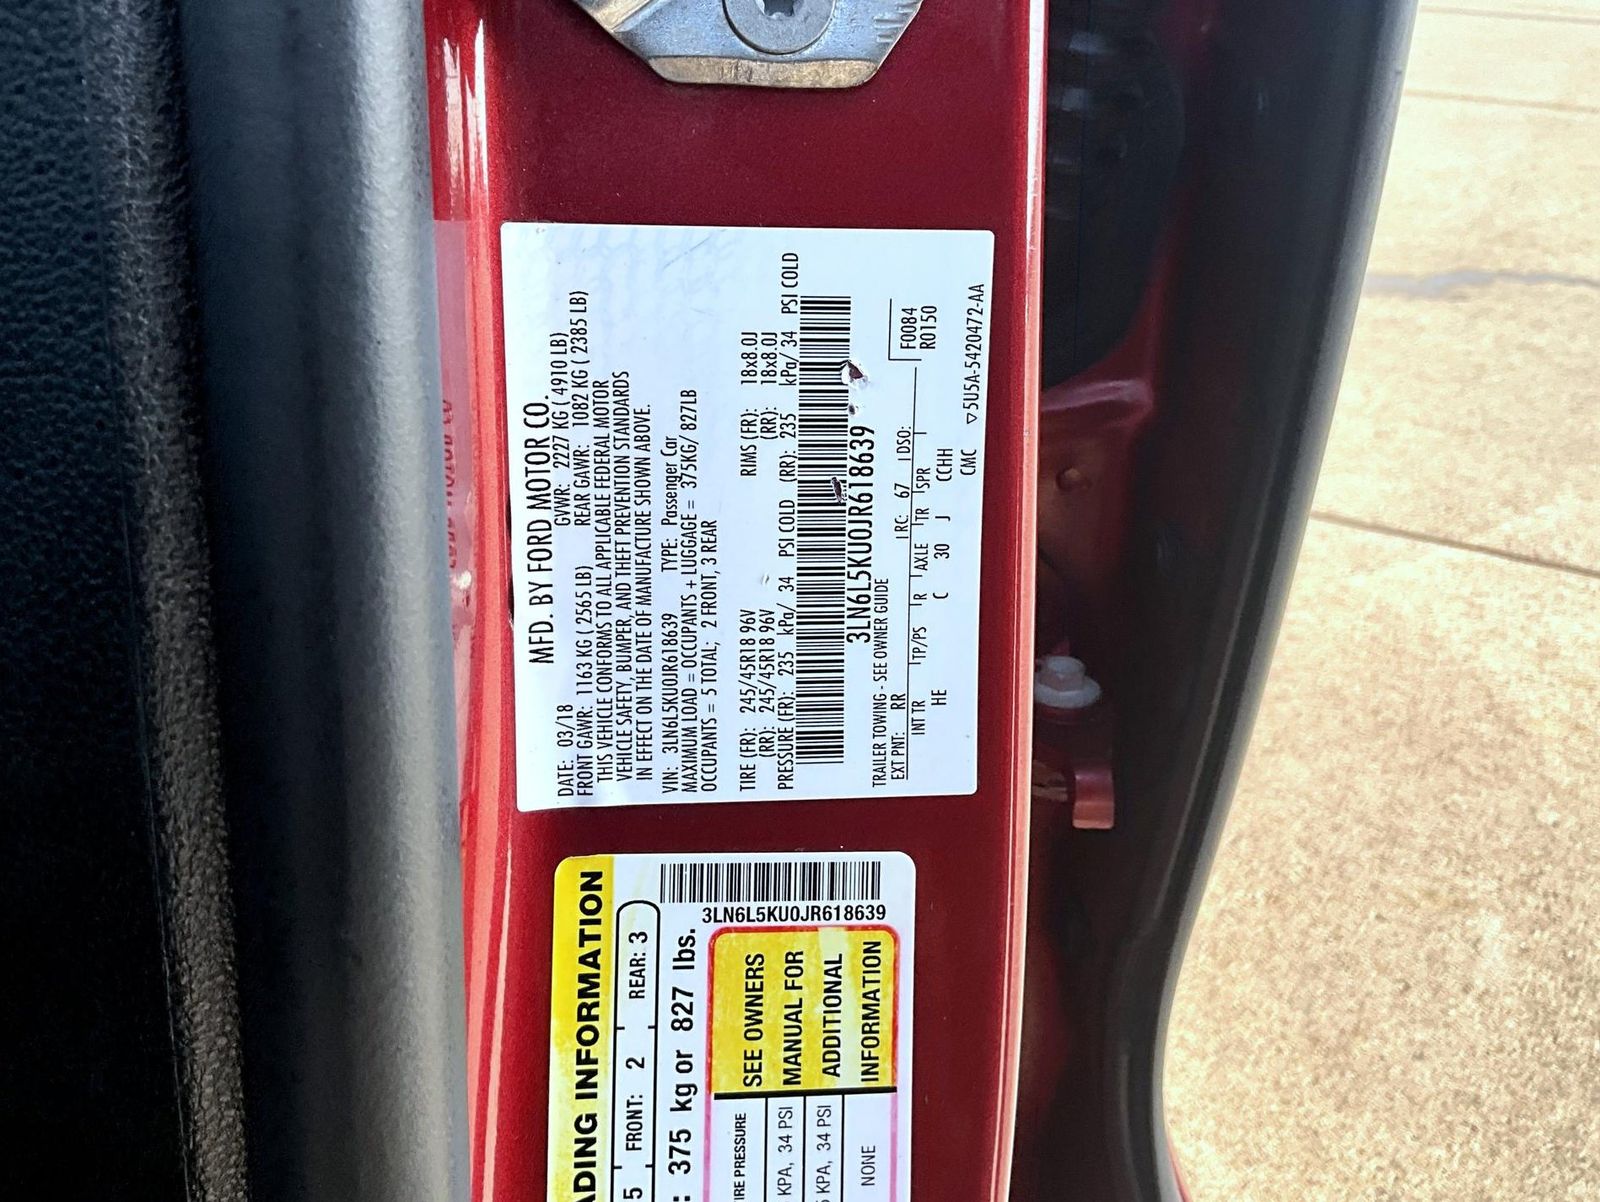 MFD. BY FORD MOTOR CO.
DATE: 03/18 GVWR: 2227 KG ( 4910 LB)
FRONT GAWR: 1163 KG ( 2565 LB) REAR GAWR: 1082 KG ( 2385 LB)
THIS VEHICLE CONFORMS TO ALL APPLICABLE FEDERAL MOTOR
VEHICLE SAFETY, BUMPER, AND THEFT PREVENTION STANDARDS
IN EFFECT ON THE DATE OF MANUFACTURE SHOWN ABOVE.
VIN: 3LN6L5KU0JR618639 TYPE: Passenger Car
MAXIMUM LOAD = OCCUPANTS + LUGGAGE = 375KG/ 827LB
OCCUPANTS = 5 TOTAL; 2 FRONT, 3 REAR
TIRE (FR): 245/45R18 96V RIMS (FR): 18x8.0J
(RR): 245/45R18 96V (RR): 18x8.0J
PRESSURE (FR): 235 kPa/ 34 PSI COLD (RR): 235 kPa/ 34 PSI COLD
3LN6L5KU0JR618639
TRAILER TOWING - SEE OWNER GUIDE
EXT PNT: RR RC: 67 DSO: F0084
INT TR TP/PS R AXLE TR SPR R0150
HE C 30 J CCHH
CMC
▽5U5A-5420472-AA
ADING INFORMATION
5 FRONT: 2 REAR: 3
: 375 kg or 827 lbs.
3LN6L5KU0JR618639
IRE PRESSURE
KPA, 34 PSI
KPA, 34 PSI
NONE
SEE OWNERS
MANUAL FOR
ADDITIONAL
INFORMATION